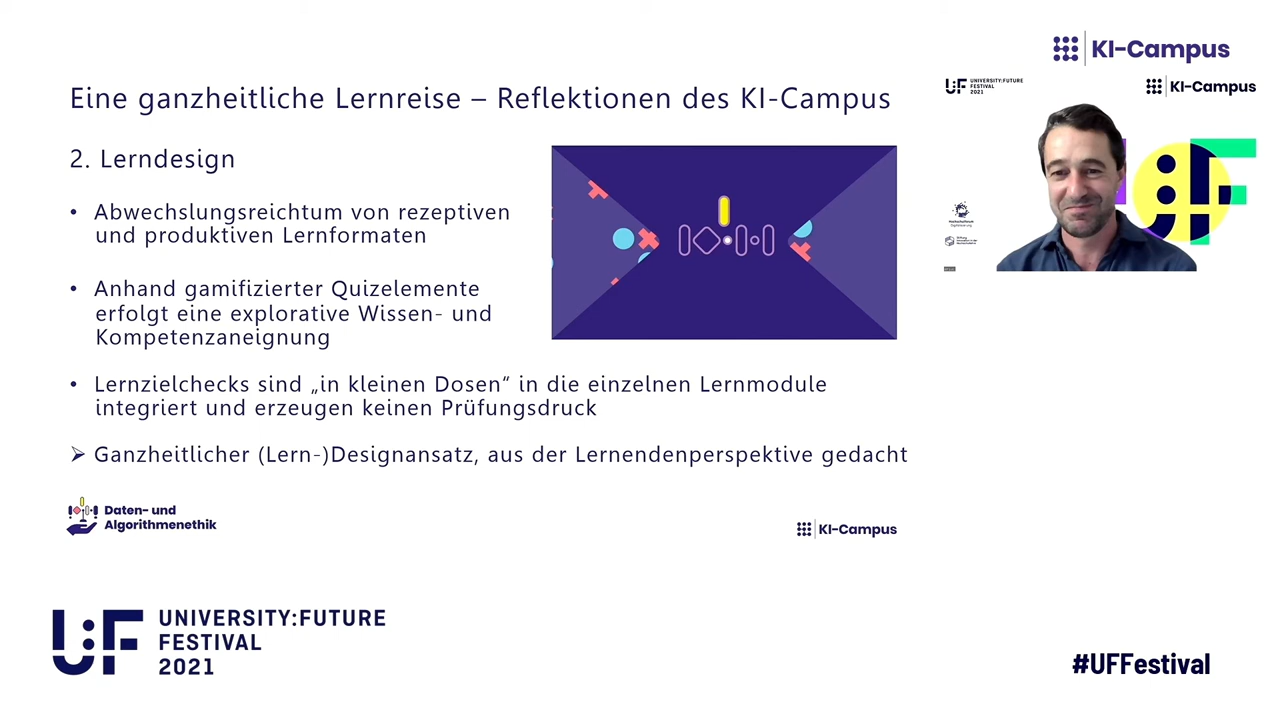 KI-Campus
UNIVERSITY:FUTURE
FESTIVAL
2021
KI-Campus
Eine ganzheitliche Lernreise – Reflektionen des KI-Campus
2. Lerndesign
• Abwechslungsreichtum von rezeptiven
und produktiven Lernformaten
• Anhand gamifizierter Quizelemente
erfolgt eine explorative Wissen- und
Kompetenzaneignung
• Lernzielchecks sind „in kleinen Dosen“ in die einzelnen Lernmodule
integriert und erzeugen keinen Prüfungsdruck
➢ Ganzheitlicher (Lern-)Designansatz, aus der Lernendenperspektive gedacht
Daten- und
Algorithmenethik
KI-Campus
U:F
UNIVERSITY:FUTURE
FESTIVAL
2021
#UFFestival